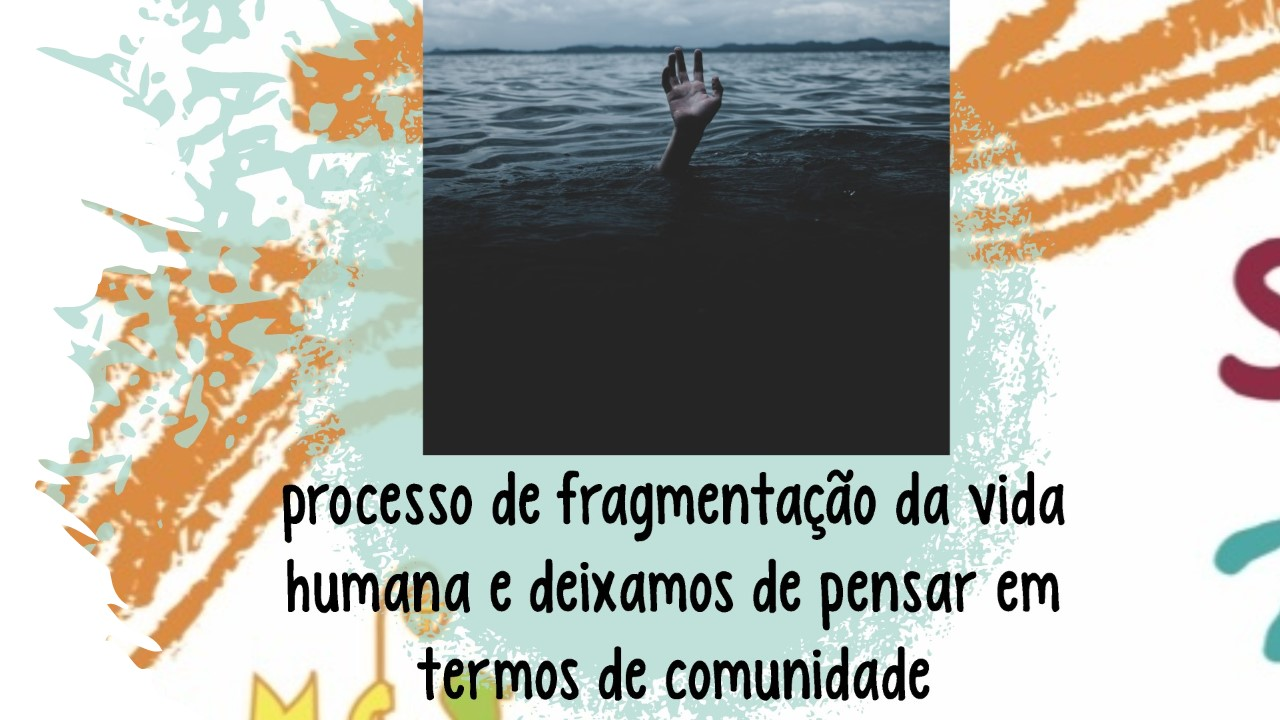 processo de fragmentação da vida
humana e deixamos de pensar em
termos de comunidade